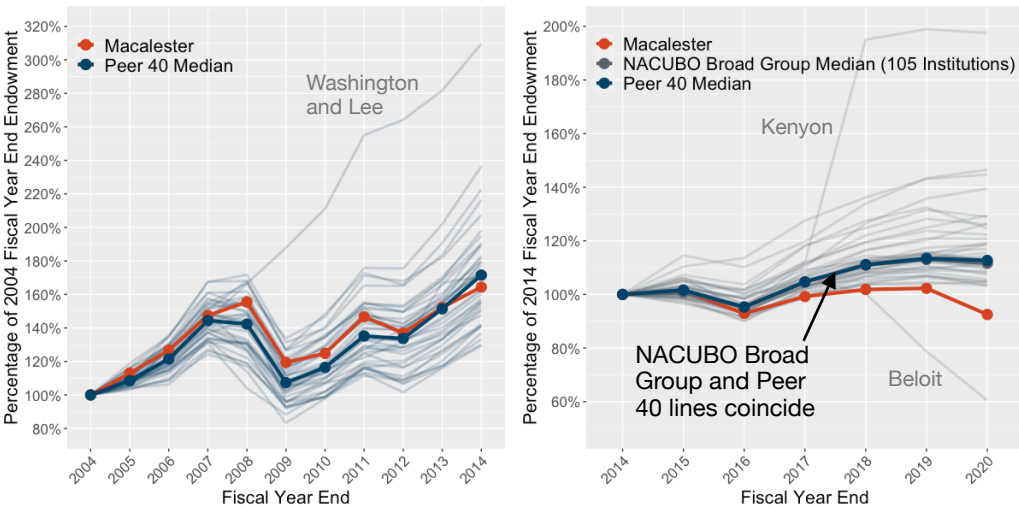 Percentage of 2004 Fiscal Year End Endowment
320%
300%
280%
260%
240%
220%
200%
180%
160%
140%
120%
100%
80%
Macalester
Peer 40 Median
Washington
and Lee
2004
2005
2006
2007
2008
2009
2010
2011
2012
2013
2014
Fiscal Year End
Percentage of 2014 Fiscal Year End Endowment
200%
180%
160%
140%
120%
100%
80%
60%
Macalester
NACUBO Broad Group Median (105 Institutions)
Peer 40 Median
Kenyon
NACUBO Broad
Group and Peer
40 lines coincide
Beloit
2014
2015
2016
2017
2018
2019
2020
Fiscal Year End